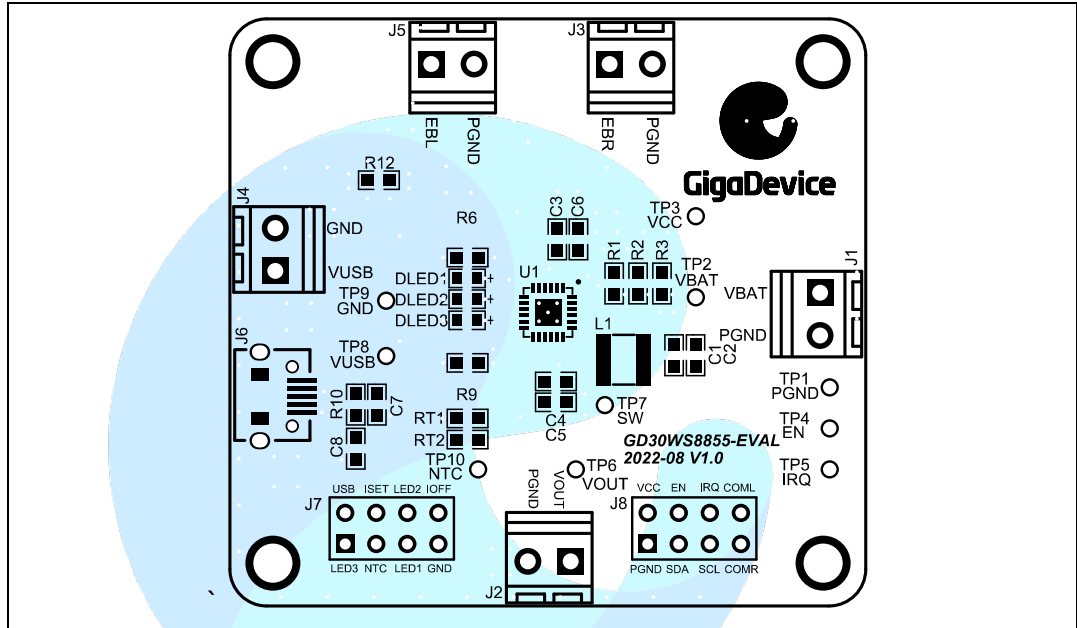 J5
J3
EBL
PGND
EBR
PGND
GigaDevice
R12
J4
GND
VUSB
R6
C3
C6
TP3
VCC
R1
R2
R3
TP2
VBAT
J1
VBAT
PGND
U1
DLED1
+
DLED2
+
DLED3
+
TP9
GND
L1
J6
TP8
VUSB
C1
C2
TP1
PGND
R10
C7
R9
RT1
RT2
C4
C5
TP7
SW
TP4
EN
C8
TP10
NTC
GD30WS8855-EVAL
2022-08 V1.0
TP6
VOUT
TP5
IRQ
PGND
VOUT
J7
USB ISET LED2 IOFF
LED3 NTC LED1 GND
J2
J8
VCC EN IRQ COML
PGND SDA SCL COMR